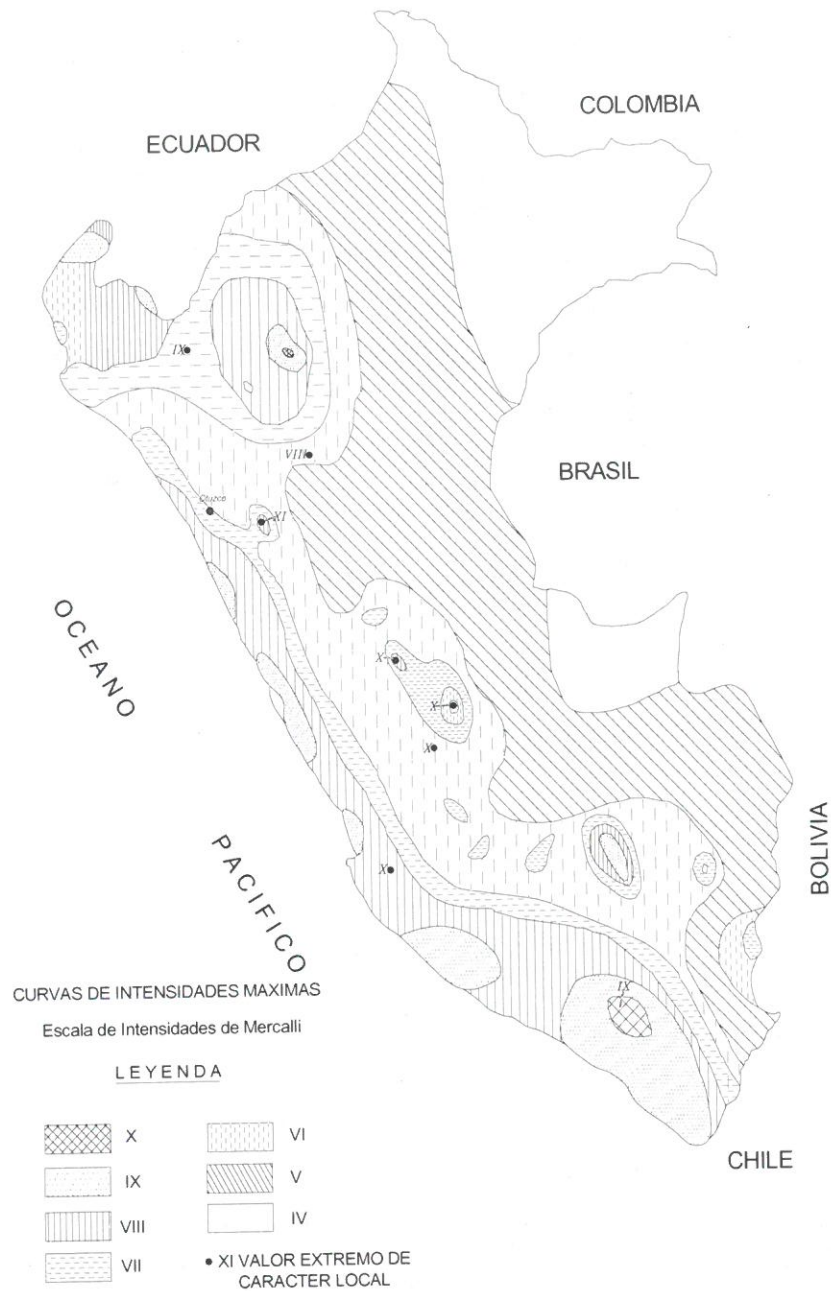 COLOMBIA
ECUADOR
IX
VIII
BRASIL
XI
OCEANO
X
X
X
BOLIVIA
PACIFICO
X
CURVAS DE INTENSIDADES MAXIMAS
IX
Escala de Intensidades de Mercalli
LEYENDA
X
VI
IX
V
CHILE
VIII
IV
VII
• XI VALOR EXTREMO DE
CARACTER LOCAL